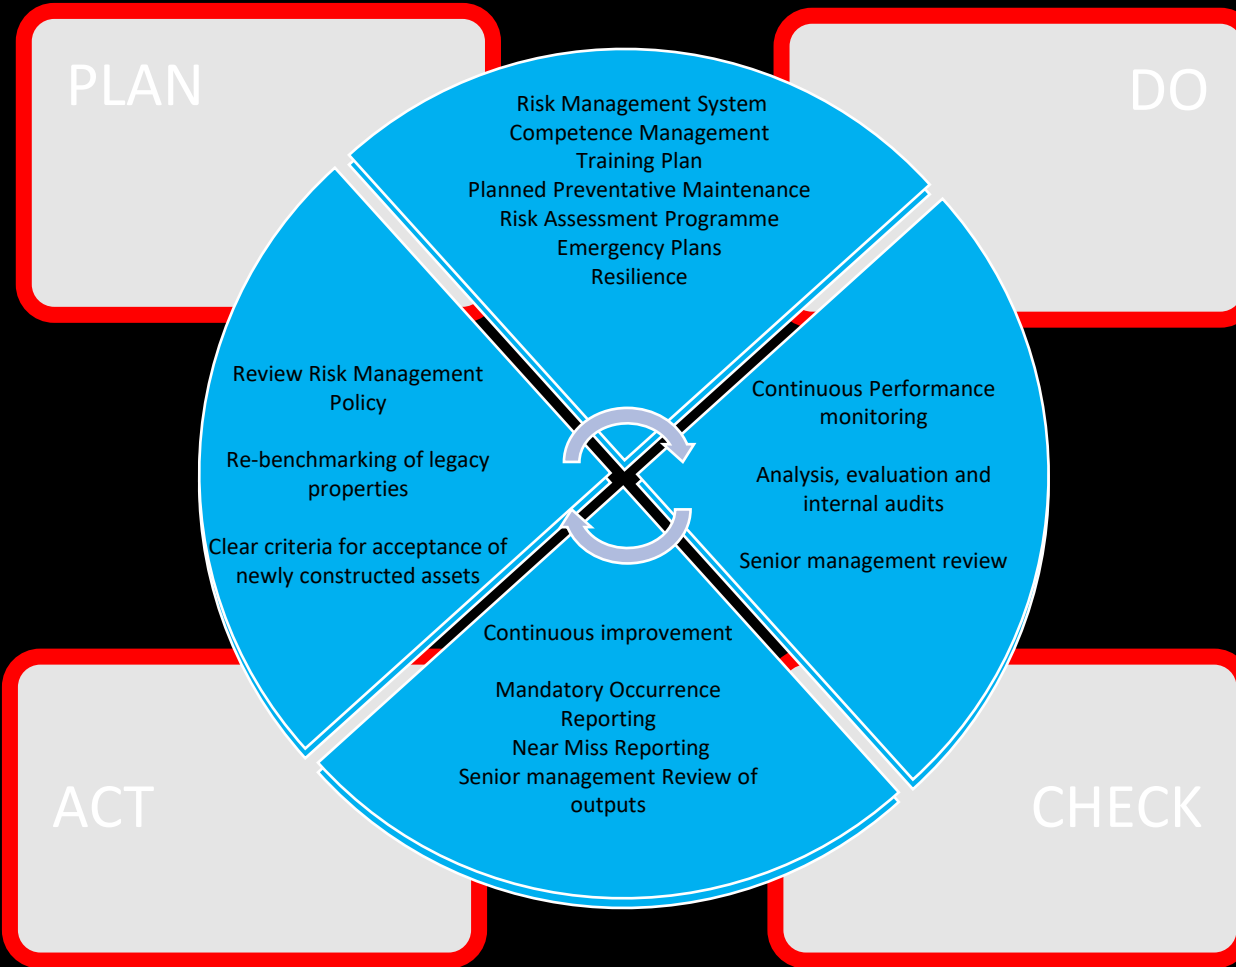 PLAN
DO
Risk Management System
Competence Management
Training Plan
Planned Preventative Maintenance
Risk Assessment Programme
Emergency Plans
Resilience
Review Risk Management
Policy
Re-benchmarking of legacy
properties
Clear criteria for acceptance of
newly constructed assets
Continuous Performance
monitoring
Analysis, evaluation and
internal audits
Senior management review
Continuous improvement
Mandatory Occurrence
Reporting
Near Miss Reporting
Senior management Review of
outputs
ACT
CHECK